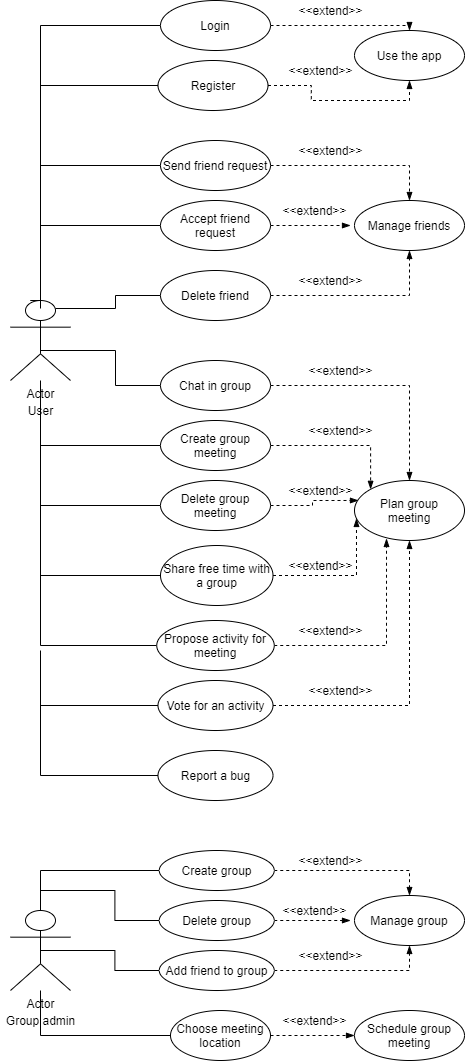 Login
<<extend>>
Use the app
Register
<<extend>>
Send friend request
<<extend>>
Accept friend
request
<<extend>>
Manage friends
Delete friend
<<extend>>
Actor
User
Chat in group
<<extend>>
Create group
meeting
<<extend>>
Delete group
meeting
<<extend>>
Plan group
meeting
Share free time with
a group
<<extend>>
Propose activity for
meeting
<<extend>>
Vote for an activity
<<extend>>
Report a bug
Create group
<<extend>>
Delete group
<<extend>>
Manage group
Add friend to group
<<extend>>
Actor
Group admin
Choose meeting
location
<<extend>>
Schedule group
meeting